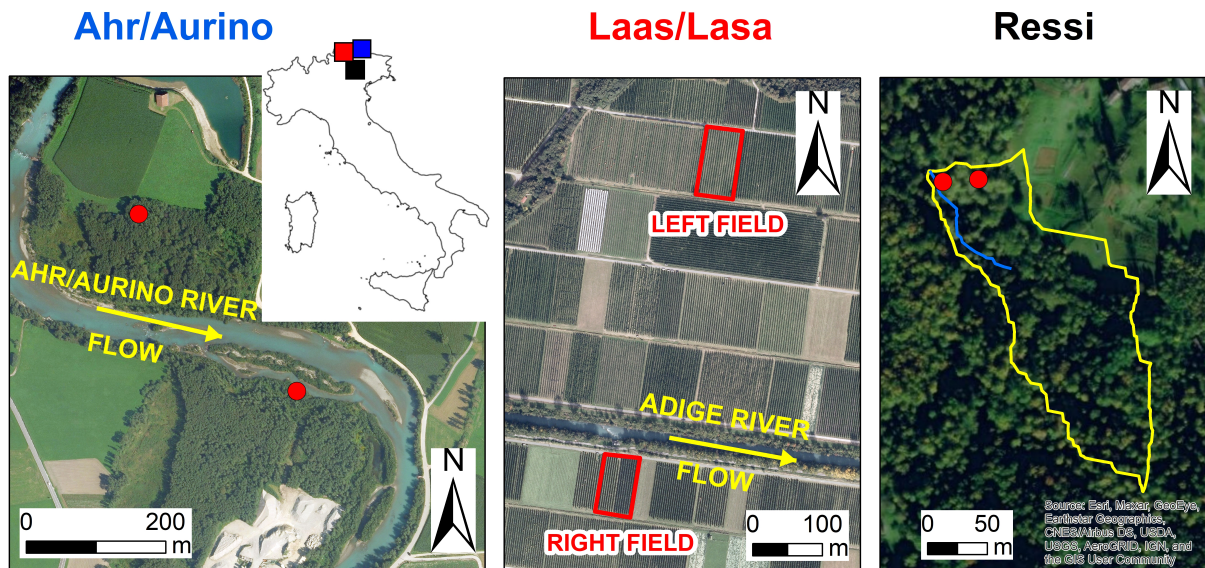 Ahr/Aurino
Laas/Lasa
Ressi
AHR/AURINO RIVER
FLOW
N
0 200
m
N
LEFT FIELD
ADIGE RIVER
FLOW
RIGHT FIELD
0 100
m
N
0 50
m
Source: Esri, Maxar, GeoEye,
Earthstar Geographics,
CNES/Airbus DS, USDA,
USGS, AeroGRID, IGN, and
the GIS User Community